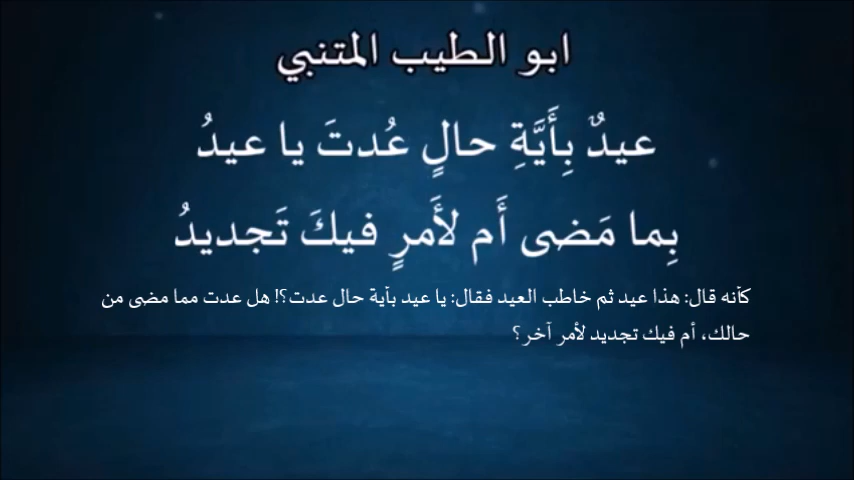 ابو الطيب المتنبي
عيدٌ بِأَيَّةِ حالٍ عُدتَ يا عيدُ
بِما مَضى أَم لأَمرٍ فيكَ تَجديدُ
كأنه قال: هذا عيد ثم خاطب العيد فقال: يا عيد بأية حال عدت؟! هل عدت مما مضى من
حالك، أم فيك تجديد لأمر آخر؟